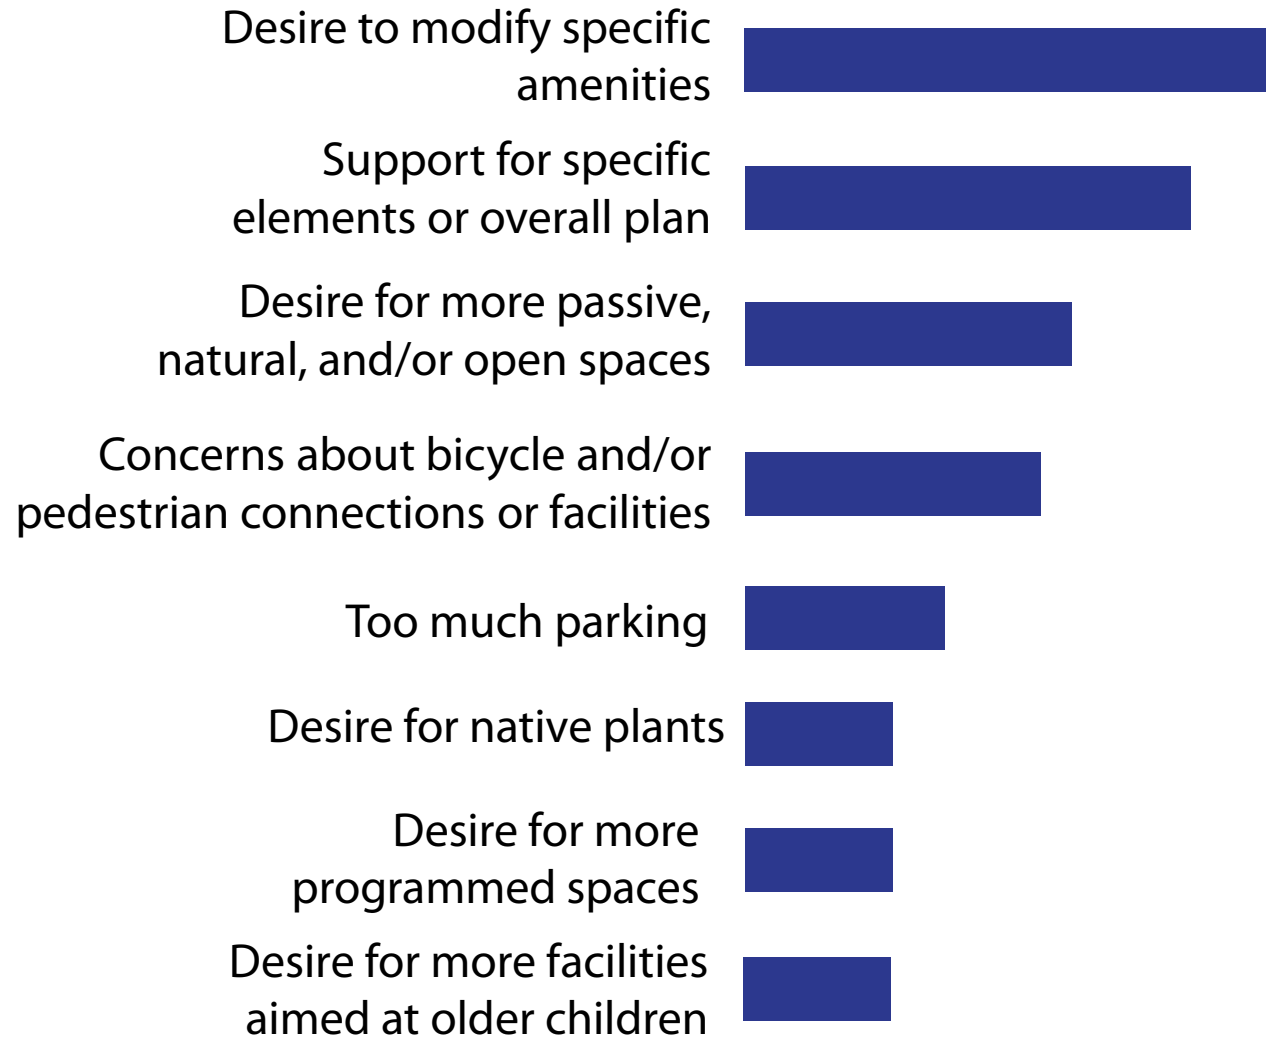 Desire to modify specific
amenities
Support for specific
elements or overall plan
Desire for more passive,
natural, and/or open spaces
Concerns about bicycle and/or
pedestrian connections or facilities
Too much parking
Desire for native plants
Desire for more
programmed spaces
Desire for more facilities
aimed at older children